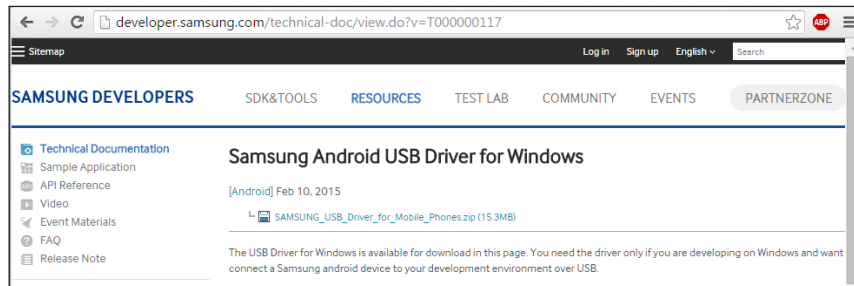 developer.samsung.com/technical-doc/view.do?v=T000000117
ABP
Sitemap
Log in Sign up English Search
SAMSUNG DEVELOPERS
SDK&TOOLS RESOURCES TEST LAB COMMUNITY EVENTS PARTNERZONE
Technical Documentation
Sample Application
API Reference
Video
Event Materials
FAQ
Release Note
Samsung Android USB Driver for Windows
[Android] Feb 10, 2015
SAMSUNG_USB_Driver_for_Mobile_Phones.zip (15.3MB)
The USB Driver for Windows is available for download in this page. You need the driver only if you are developing on Windows and want
connect a Samsung android device to your development environment over USB.